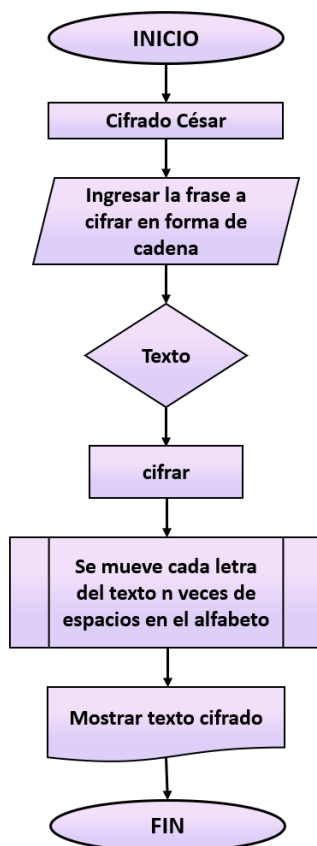 INICIO
Cifrado César
Ingresar la frase a
cifrar en forma de
cadena
Texto
cifrar
Se mueve cada letra
del texto n veces de
espacios en el alfabeto
Mostrar texto cifrado
FIN